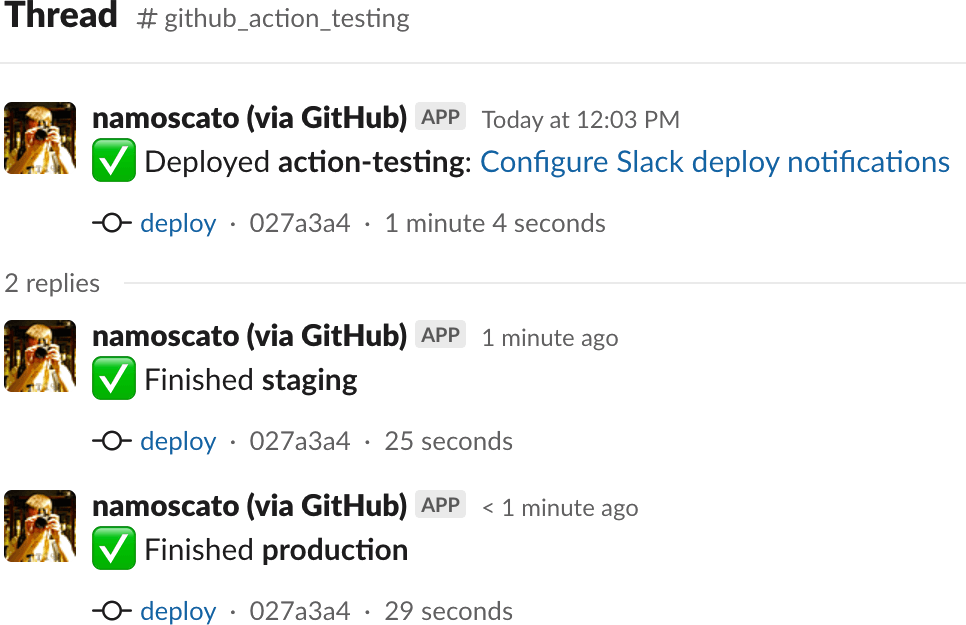 Thread # github_action_testing
namoscato (via GitHub) APP Today at 12:03 PM
✅ Deployed action-testing: Configure Slack deploy notifications
deploy · 027a3a4 · 1 minute 4 seconds
2 replies
namoscato (via GitHub) APP 1 minute ago
✅ Finished staging
deploy · 027a3a4 · 25 seconds
namoscato (via GitHub) APP < 1 minute ago
✅ Finished production
deploy · 027a3a4 · 29 seconds